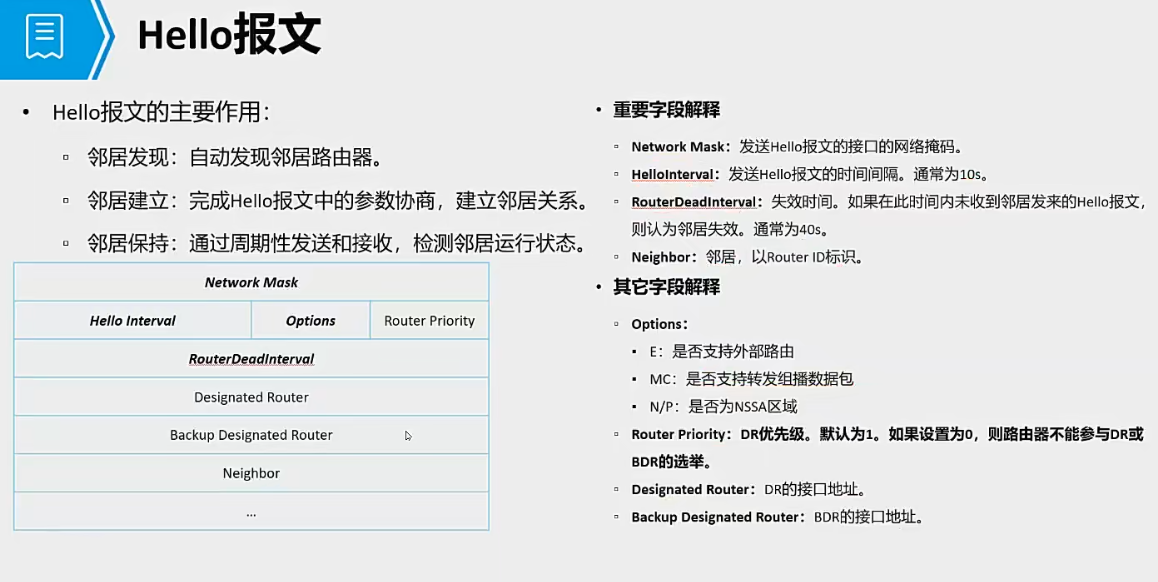 Hello报文
• Hello报文的主要作用：
▫ 邻居发现：自动发现邻居路由器。
▫ 邻居建立：完成Hello报文中的参数协商，建立邻居关系。
▫ 邻居保持：通过周期性发送和接收，检测邻居运行状态。
Network Mask
Hello Interval Options Router Priority
RouterDeadInterval
Designated Router
Backup Designated Router
Neighbor
...
• 重要字段解释
▫ Network Mask：发送Hello报文的接口的网络掩码。
▫ HelloInterval：发送Hello报文的时间间隔。通常为10s。
▫ RouterDeadInterval：失效时间。如果在此时间内未收到邻居发来的Hello报文，
则认为邻居失效。通常为40s。
▫ Neighbor：邻居，以Router ID标识。
• 其它字段解释
▫ Options：
▪ E：是否支持外部路由
▪ MC：是否支持转发组播数据包
▪ N/P：是否为NSSA区域
▫ Router Priority：DR优先级。默认为1。如果设置为0，则路由器不能参与DR或
BDR的选举。
▫ Designated Router：DR的接口地址。
▫ Backup Designated Router：BDR的接口地址。